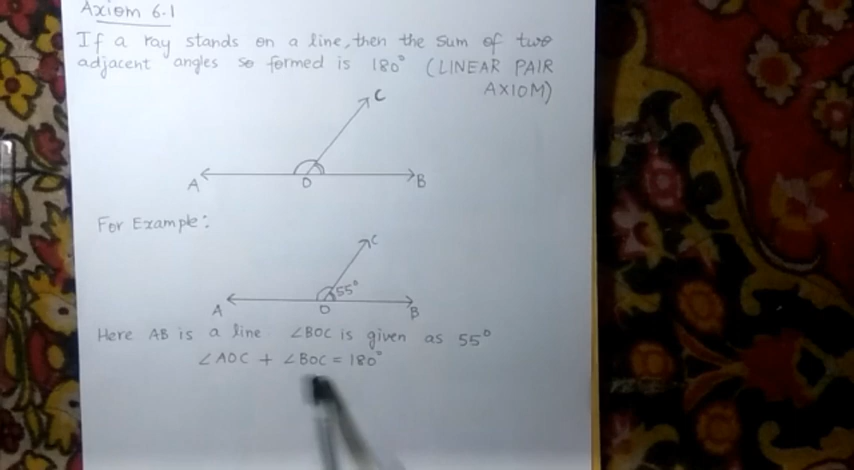 Axiom 6.1
If a ray stands on a line, then the sum of two
adjacent angles so formed is 180° (LINEAR PAIR
AXIOM)
C
A O B
For Example:
C
55°
A O B
Here AB is a line ∠BOC is given as 55°
∠AOC + ∠BOC = 180°